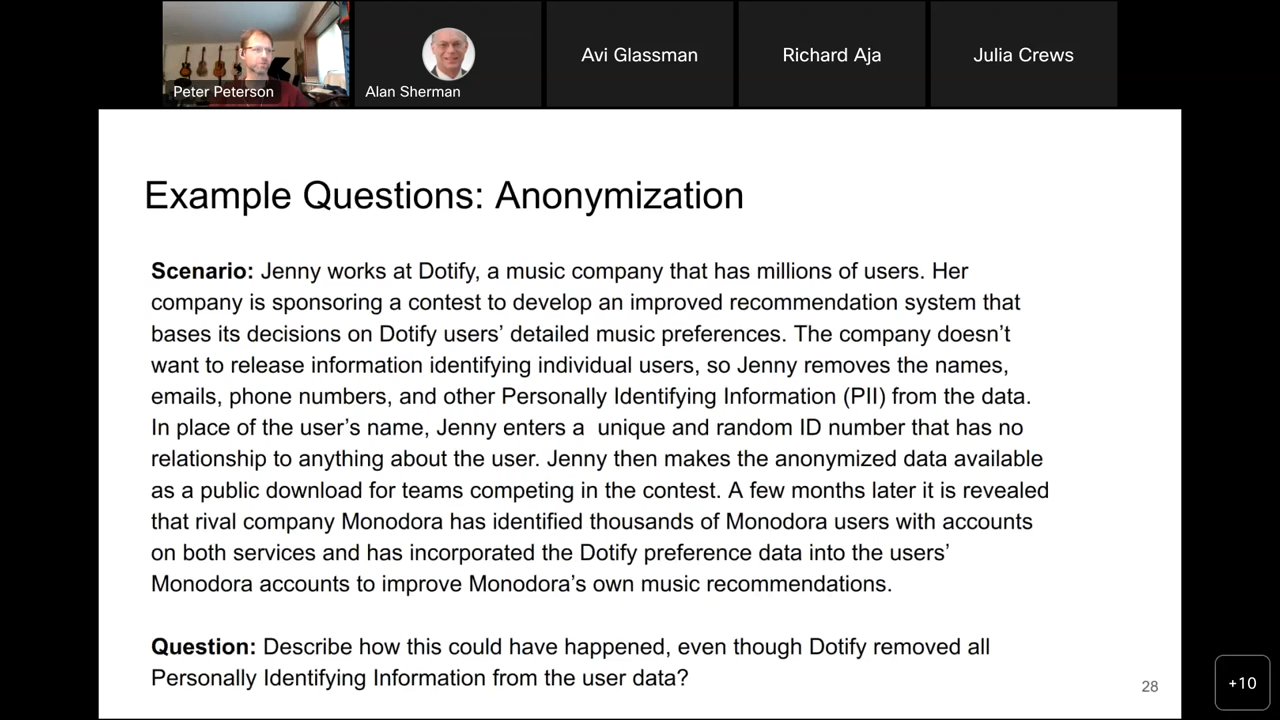 Peter Peterson
Alan Sherman
Avi Glassman
Richard Aja
Julia Crews
Example Questions: Anonymization
Scenario: Jenny works at Dotify, a music company that has millions of users. Her
company is sponsoring a contest to develop an improved recommendation system that
bases its decisions on Dotify users’ detailed music preferences. The company doesn’t
want to release information identifying individual users, so Jenny removes the names,
emails, phone numbers, and other Personally Identifying Information (PII) from the data.
In place of the user’s name, Jenny enters a  unique and random ID number that has no
relationship to anything about the user. Jenny then makes the anonymized data available
as a public download for teams competing in the contest. A few months later it is revealed
that rival company Monodora has identified thousands of Monodora users with accounts
on both services and has incorporated the Dotify preference data into the users’
Monodora accounts to improve Monodora’s own music recommendations.
Question: Describe how this could have happened, even though Dotify removed all
Personally Identifying Information from the user data?
28
+10